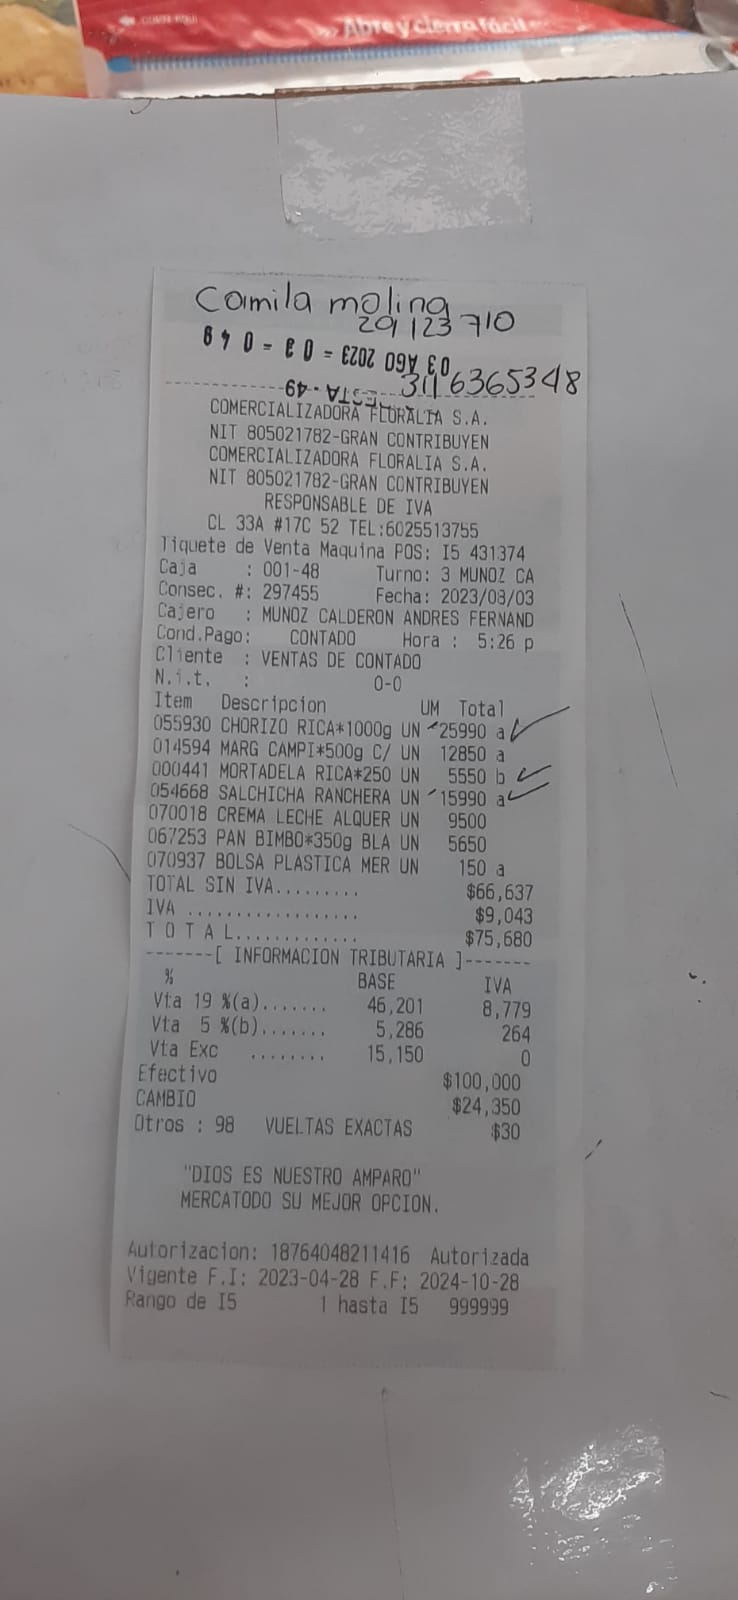 Abre y cierra fácil
Camila molina
29 123 710
03 AGO 2023 = 03 = 049
311 6365348
- 49-
COMERCIALIZADORA FLORALIA S.A.
NIT 805021782-GRAN CONTRIBUYEN
COMERCIALIZADORA FLORALIA S.A.
NIT 805021782-GRAN CONTRIBUYEN
RESPONSABLE DE IVA
CL 33A #17C 52 TEL:6025513755
Tiquete de Venta Maquina POS: I5 431374
Caja : 001-48 Turno: 3 MUNOZ CA
Consec. #: 297455 Fecha: 2023/08/03
Cajero : MUNOZ CALDERON ANDRES FERNAND
Cond.Pago: CONTADO Hora : 5:26 p
Cliente : VENTAS DE CONTADO
N.i.t. : 0-0
Item Descripcion UM Total
055930 CHORIZO RICA*1000g UN 25990 a
014594 MARG CAMPI*500g C/ UN 12850 a
000441 MORTADELA RICA*250 UN 5550 b
054668 SALCHICHA RANCHERA UN 15990 a
070018 CREMA LECHE ALQUER UN 9500
067253 PAN BIMBO*350g BLA UN 5650
070937 BOLSA PLASTICA MER UN 150 a
TOTAL SIN IVA......... $66,637
IVA .................. $9,043
T O T A L............. $75,680
-------[ INFORMACION TRIBUTARIA ]-------
% BASE IVA
Vta 19 %(a)....... 46,201 8,779
Vta 5 %(b)....... 5,286 264
Vta Exc ........ 15,150 0
Efectivo $100,000
CAMBIO $24,350
Otros : 98 VUELTAS EXACTAS $30
"DIOS ES NUESTRO AMPARO"
MERCATODO SU MEJOR OPCION.
Autorizacion: 18764048211416 Autorizada
Vigente F.I: 2023-04-28 F.F: 2024-10-28
Rango de I5 1 hasta I5 999999